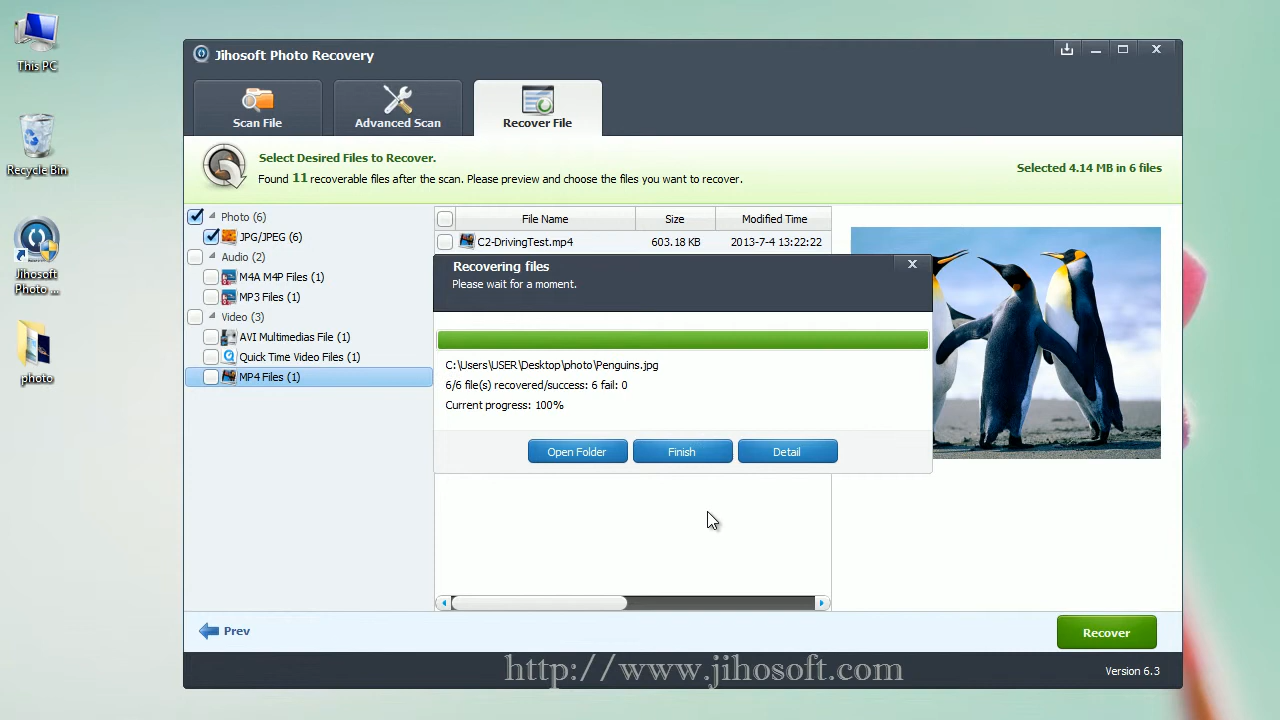 This PC
Recycle Bin
Jihosoft
Photo ...
photo
Jihosoft Photo Recovery
Scan File
Advanced Scan
Recover File
Select Desired Files to Recover.
Found 11 recoverable files after the scan. Please preview and choose the files you want to recover.
Selected 4.14 MB in 6 files
Photo (6)
JPG/JPEG (6)
Audio (2)
M4A M4P Files (1)
MP3 Files (1)
Video (3)
AVI Multimedias File (1)
Quick Time Video Files (1)
MP4 Files (1)
File Name Size Modified Time
C2-DrivingTest.mp4 603.18 KB 2013-7-4 13:22:22
Recovering files
Please wait for a moment.
C:\Users\USER\Desktop\photo\Penguins.jpg
6/6 file(s) recovered/success: 6 fail: 0
Current progress: 100%
Open Folder
Finish
Detail
Prev
Recover
http://www.jihosoft.com
Version 6.3